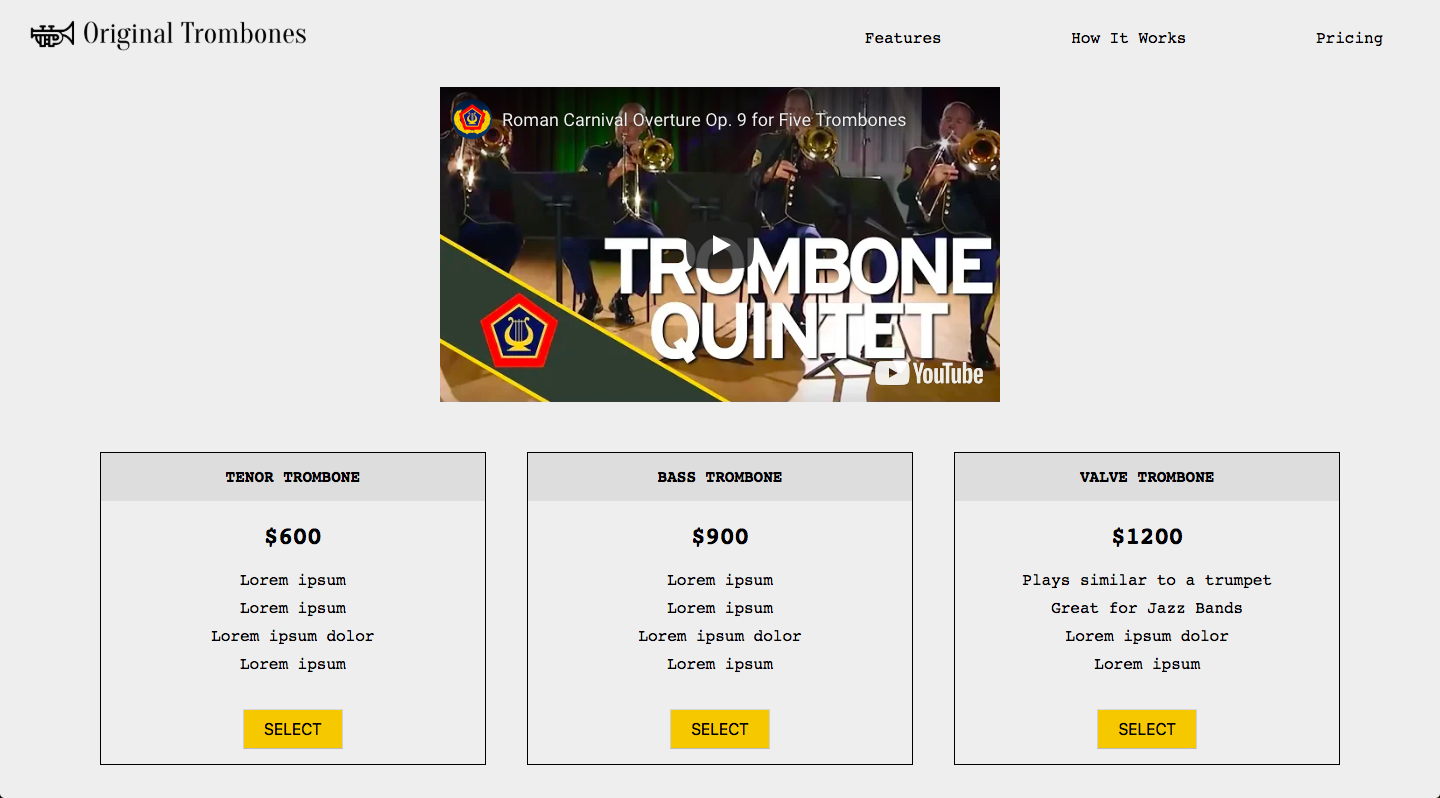 Original Trombones
Features
How It Works
Pricing
Roman Carnival Overture Op. 9 for Five Trombones
TROMBONE
QUINTET
YouTube
TENOR TROMBONE
$600
Lorem ipsum
Lorem ipsum
Lorem ipsum dolor
Lorem ipsum
SELECT
BASS TROMBONE
$900
Lorem ipsum
Lorem ipsum
Lorem ipsum dolor
Lorem ipsum
SELECT
VALVE TROMBONE
$1200
Plays similar to a trumpet
Great for Jazz Bands
Lorem ipsum dolor
Lorem ipsum
SELECT